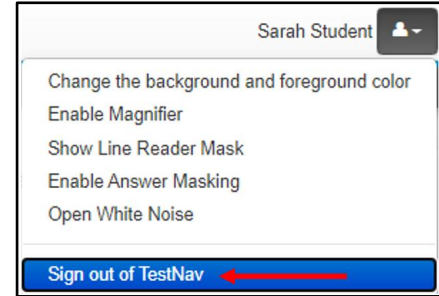 Sarah Student
Change the background and foreground color
Enable Magnifier
Show Line Reader Mask
Enable Answer Masking
Open White Noise
Sign out of TestNav